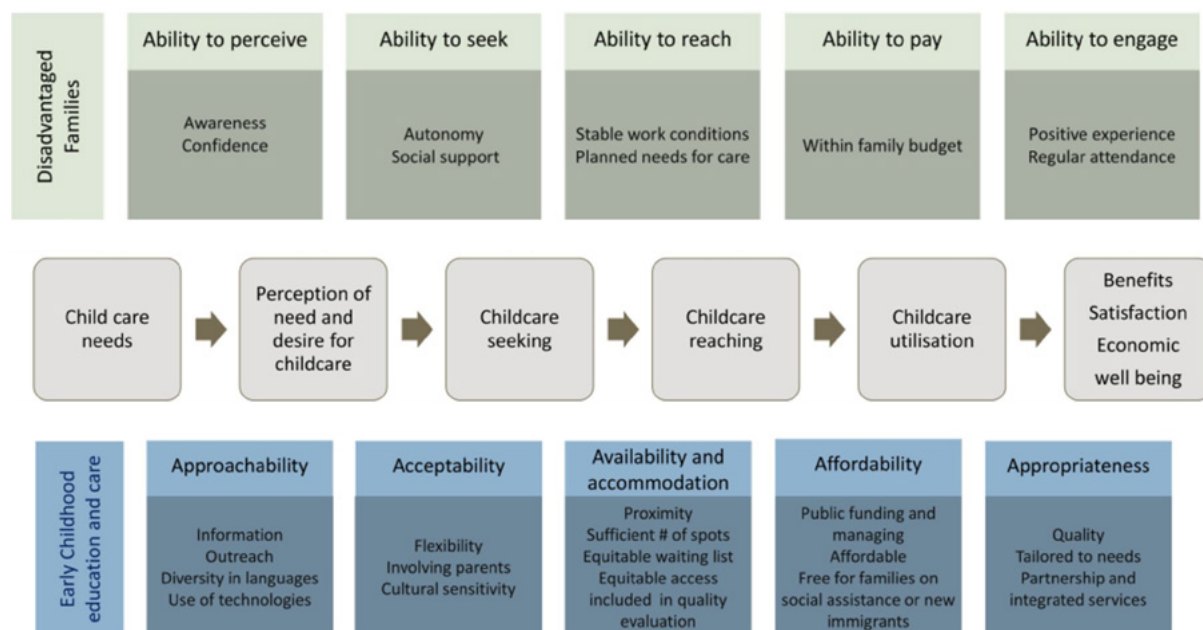 Disadvantaged
Families
Ability to perceive
Awareness
Confidence
Ability to seek
Autonomy
Social support
Ability to reach
Stable work conditions
Planned needs for care
Ability to pay
Within family budget
Ability to engage
Positive experience
Regular attendance
Child care
needs
Perception of
need and
desire for
childcare
Childcare
seeking
Childcare
reaching
Childcare
utilisation
Benefits
Satisfaction
Economic
well being
Early Childhood
education and care
Approachability
Information
Outreach
Diversity in languages
Use of technologies
Acceptability
Flexibility
Involving parents
Cultural sensitivity
Availability and
accommodation
Proximity
Sufficient # of spots
Equitable waiting list
Equitable access
included in quality
evaluation
Affordability
Public funding and
managing
Affordable
Free for families on
social assistance or new
immigrants
Appropriateness
Quality
Tailored to needs
Partnership and
integrated services